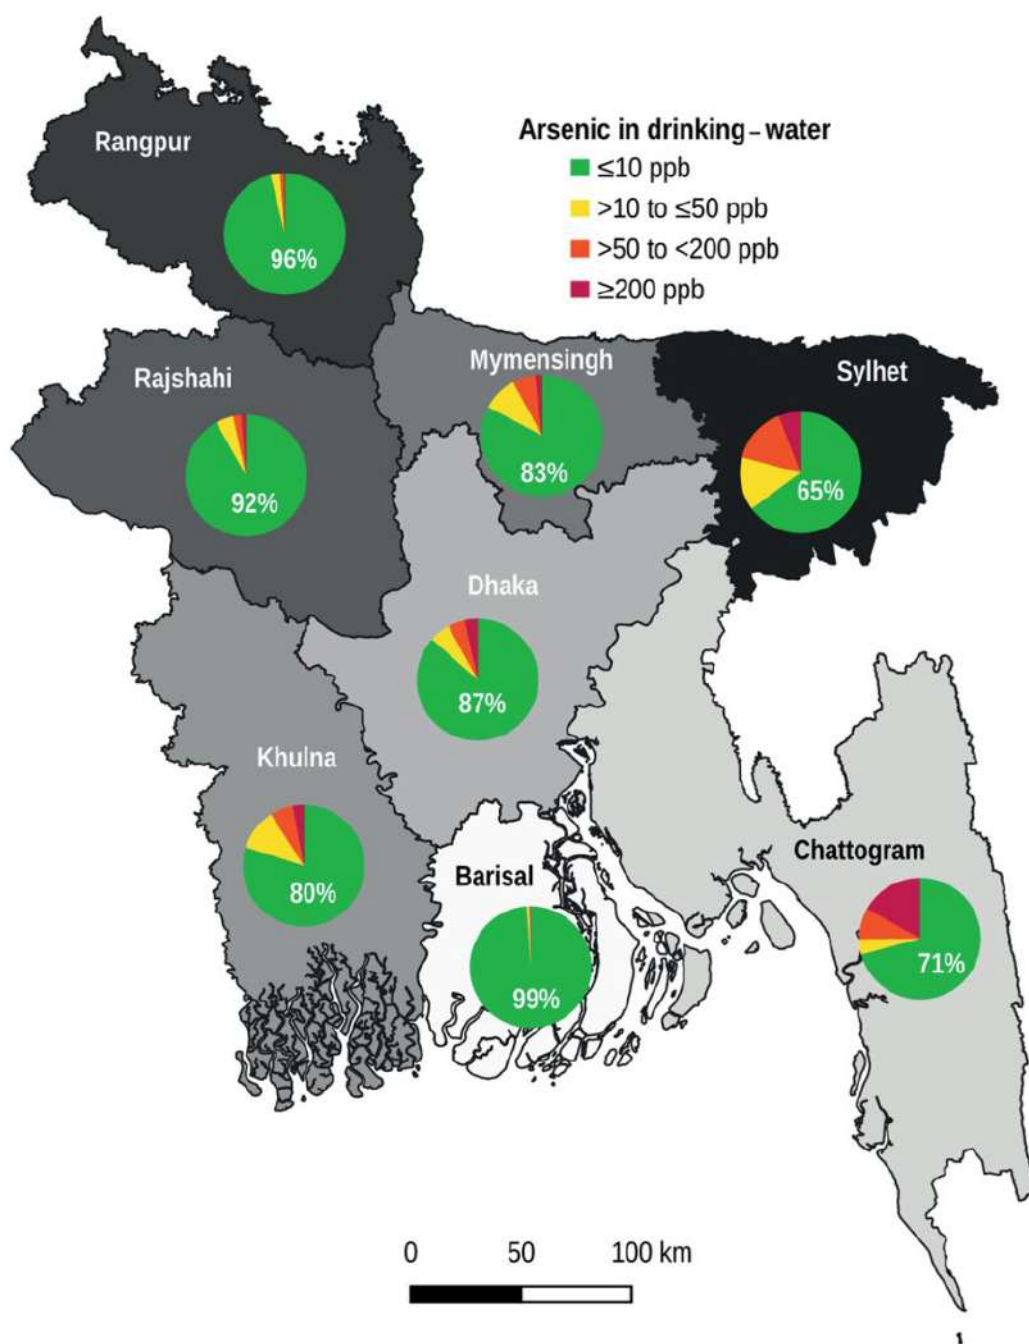 Rangpur
96%
Arsenic in drinking-water
≤10 ppb
>10 to ≤50 ppb
>50 to <200 ppb
≥200 ppb
Rajshahi
92%
Mymensingh
83%
Sylhet
65%
Dhaka
87%
Khulna
80%
Barisal
99%
Chattogram
71%
0 50 100 km